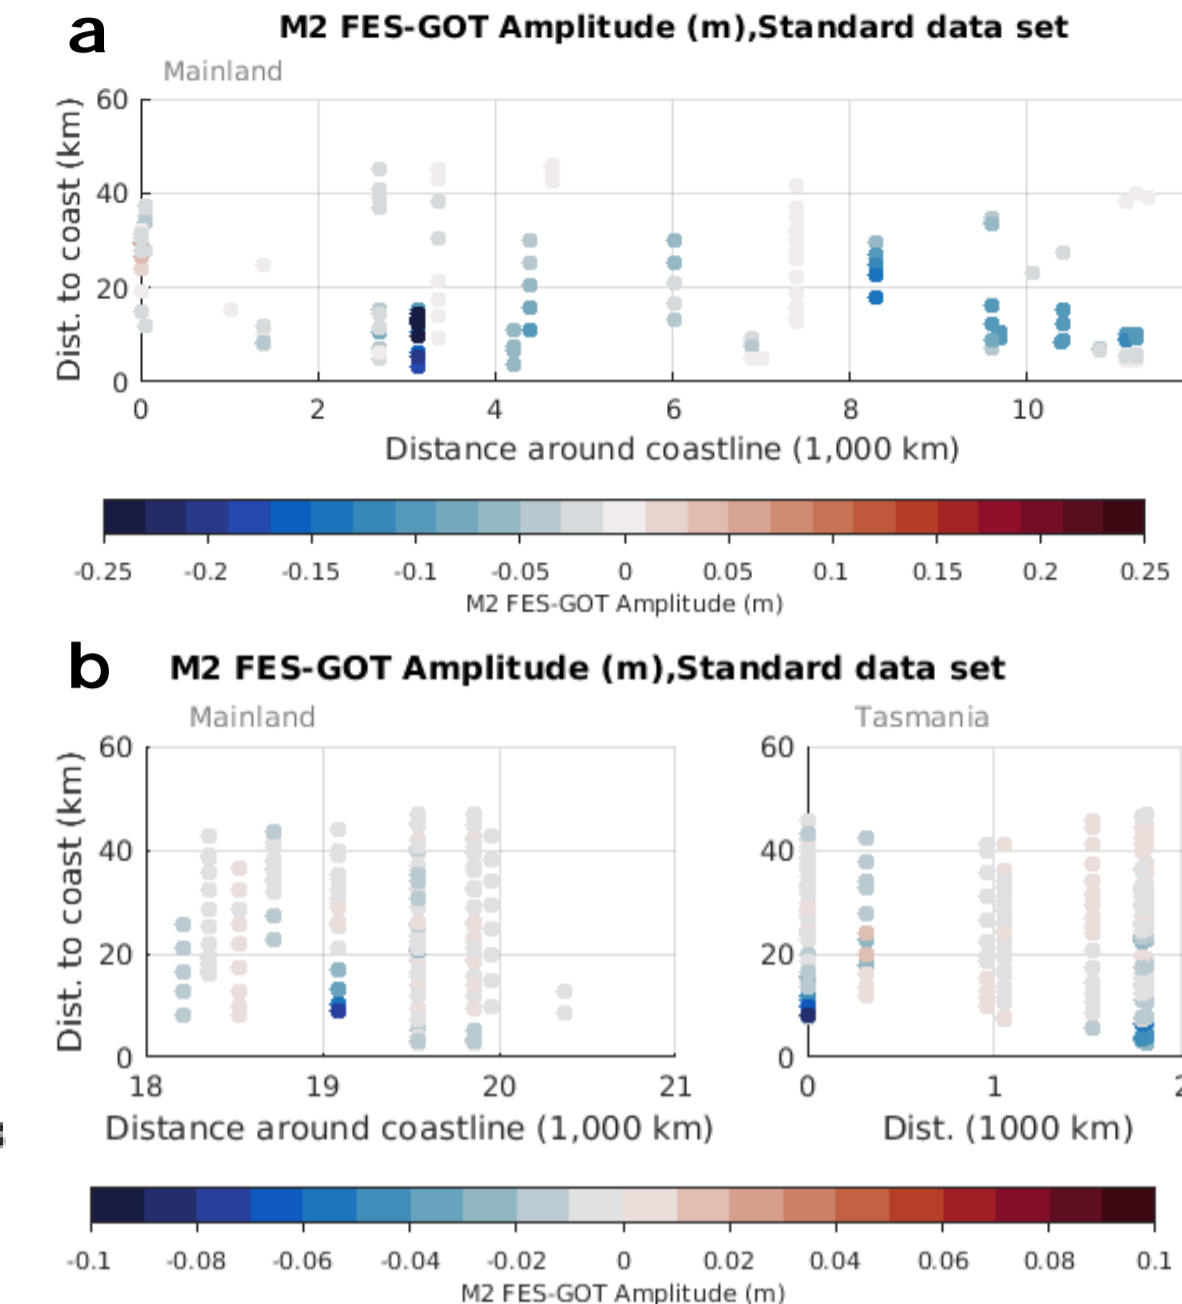 a
M2 FES-GOT Amplitude (m),Standard data set
Mainland
Dist. to coast (km)
60
40
20
0
0 2 4 6 8 10
Distance around coastline (1,000 km)
-0.25 -0.2 -0.15 -0.1 -0.05 0 0.05 0.1 0.15 0.2 0.25
M2 FES-GOT Amplitude (m)
b
M2 FES-GOT Amplitude (m),Standard data set
Mainland
Dist. to coast (km)
60
40
20
0
18 19 20 21
Distance around coastline (1,000 km)
Tasmania
60
40
20
0
0 1 2
Dist. (1000 km)
-0.1 -0.08 -0.06 -0.04 -0.02 0 0.02 0.04 0.06 0.08 0.1
M2 FES-GOT Amplitude (m)